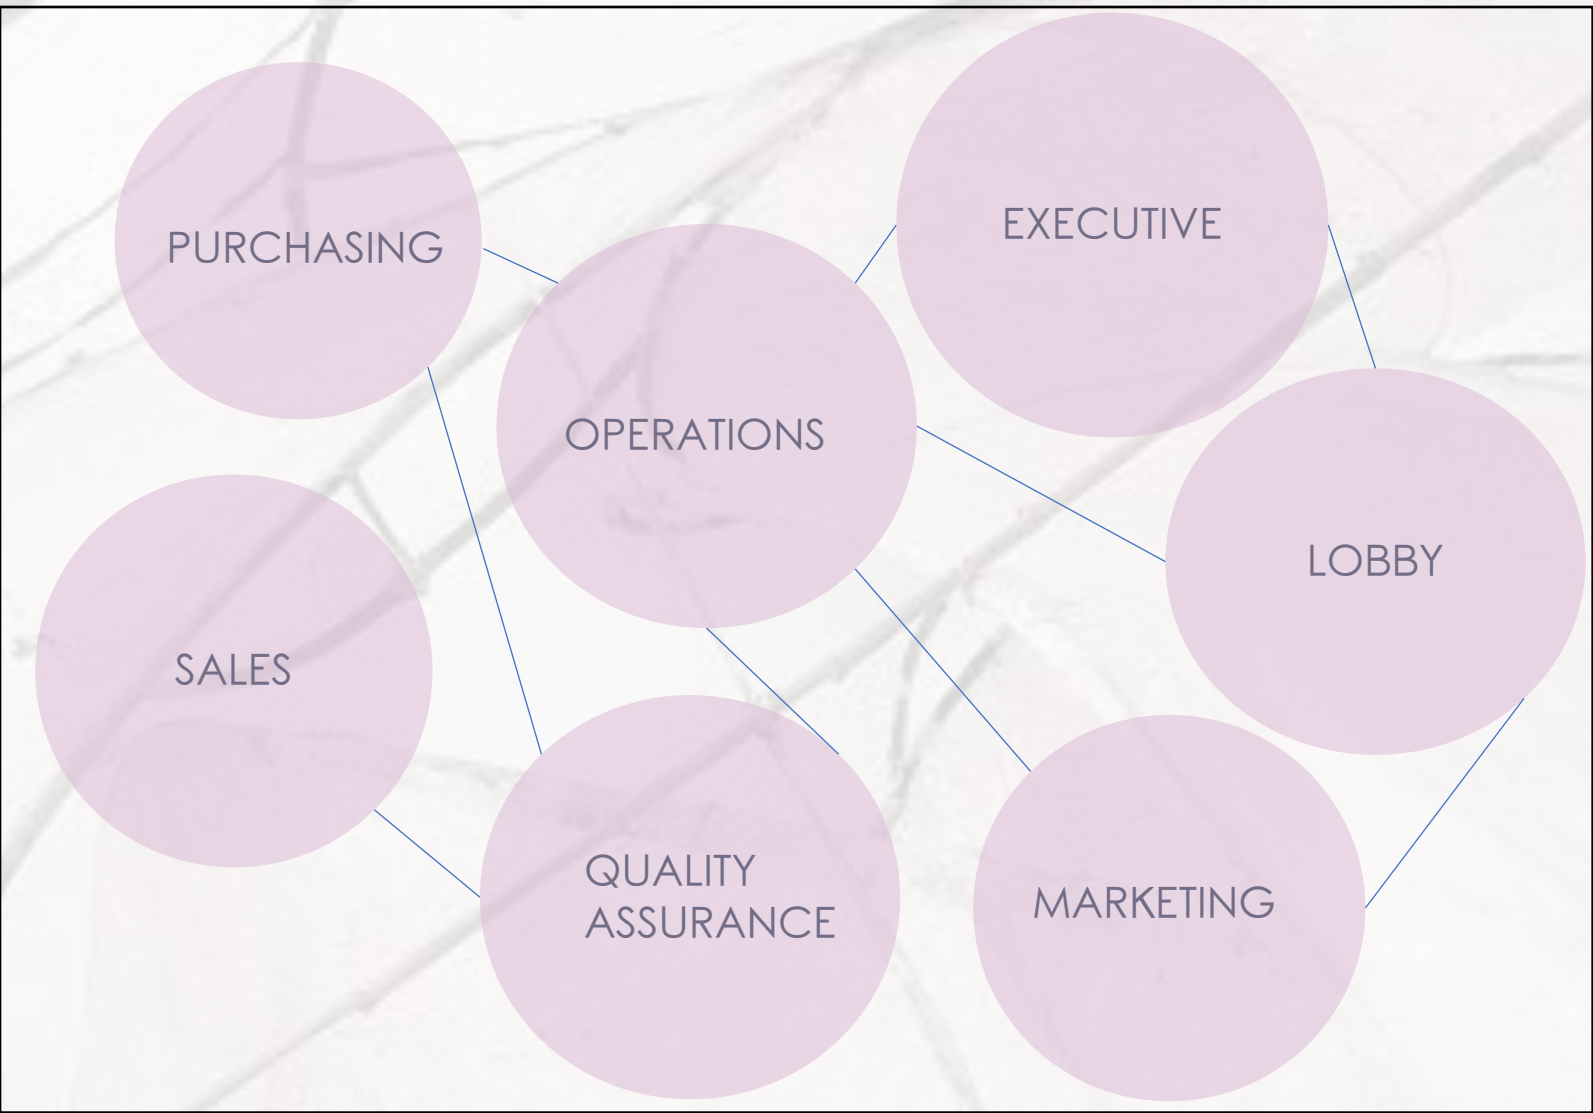 PURCHASING
EXECUTIVE
OPERATIONS
LOBBY
SALES
QUALITY
ASSURANCE
MARKETING